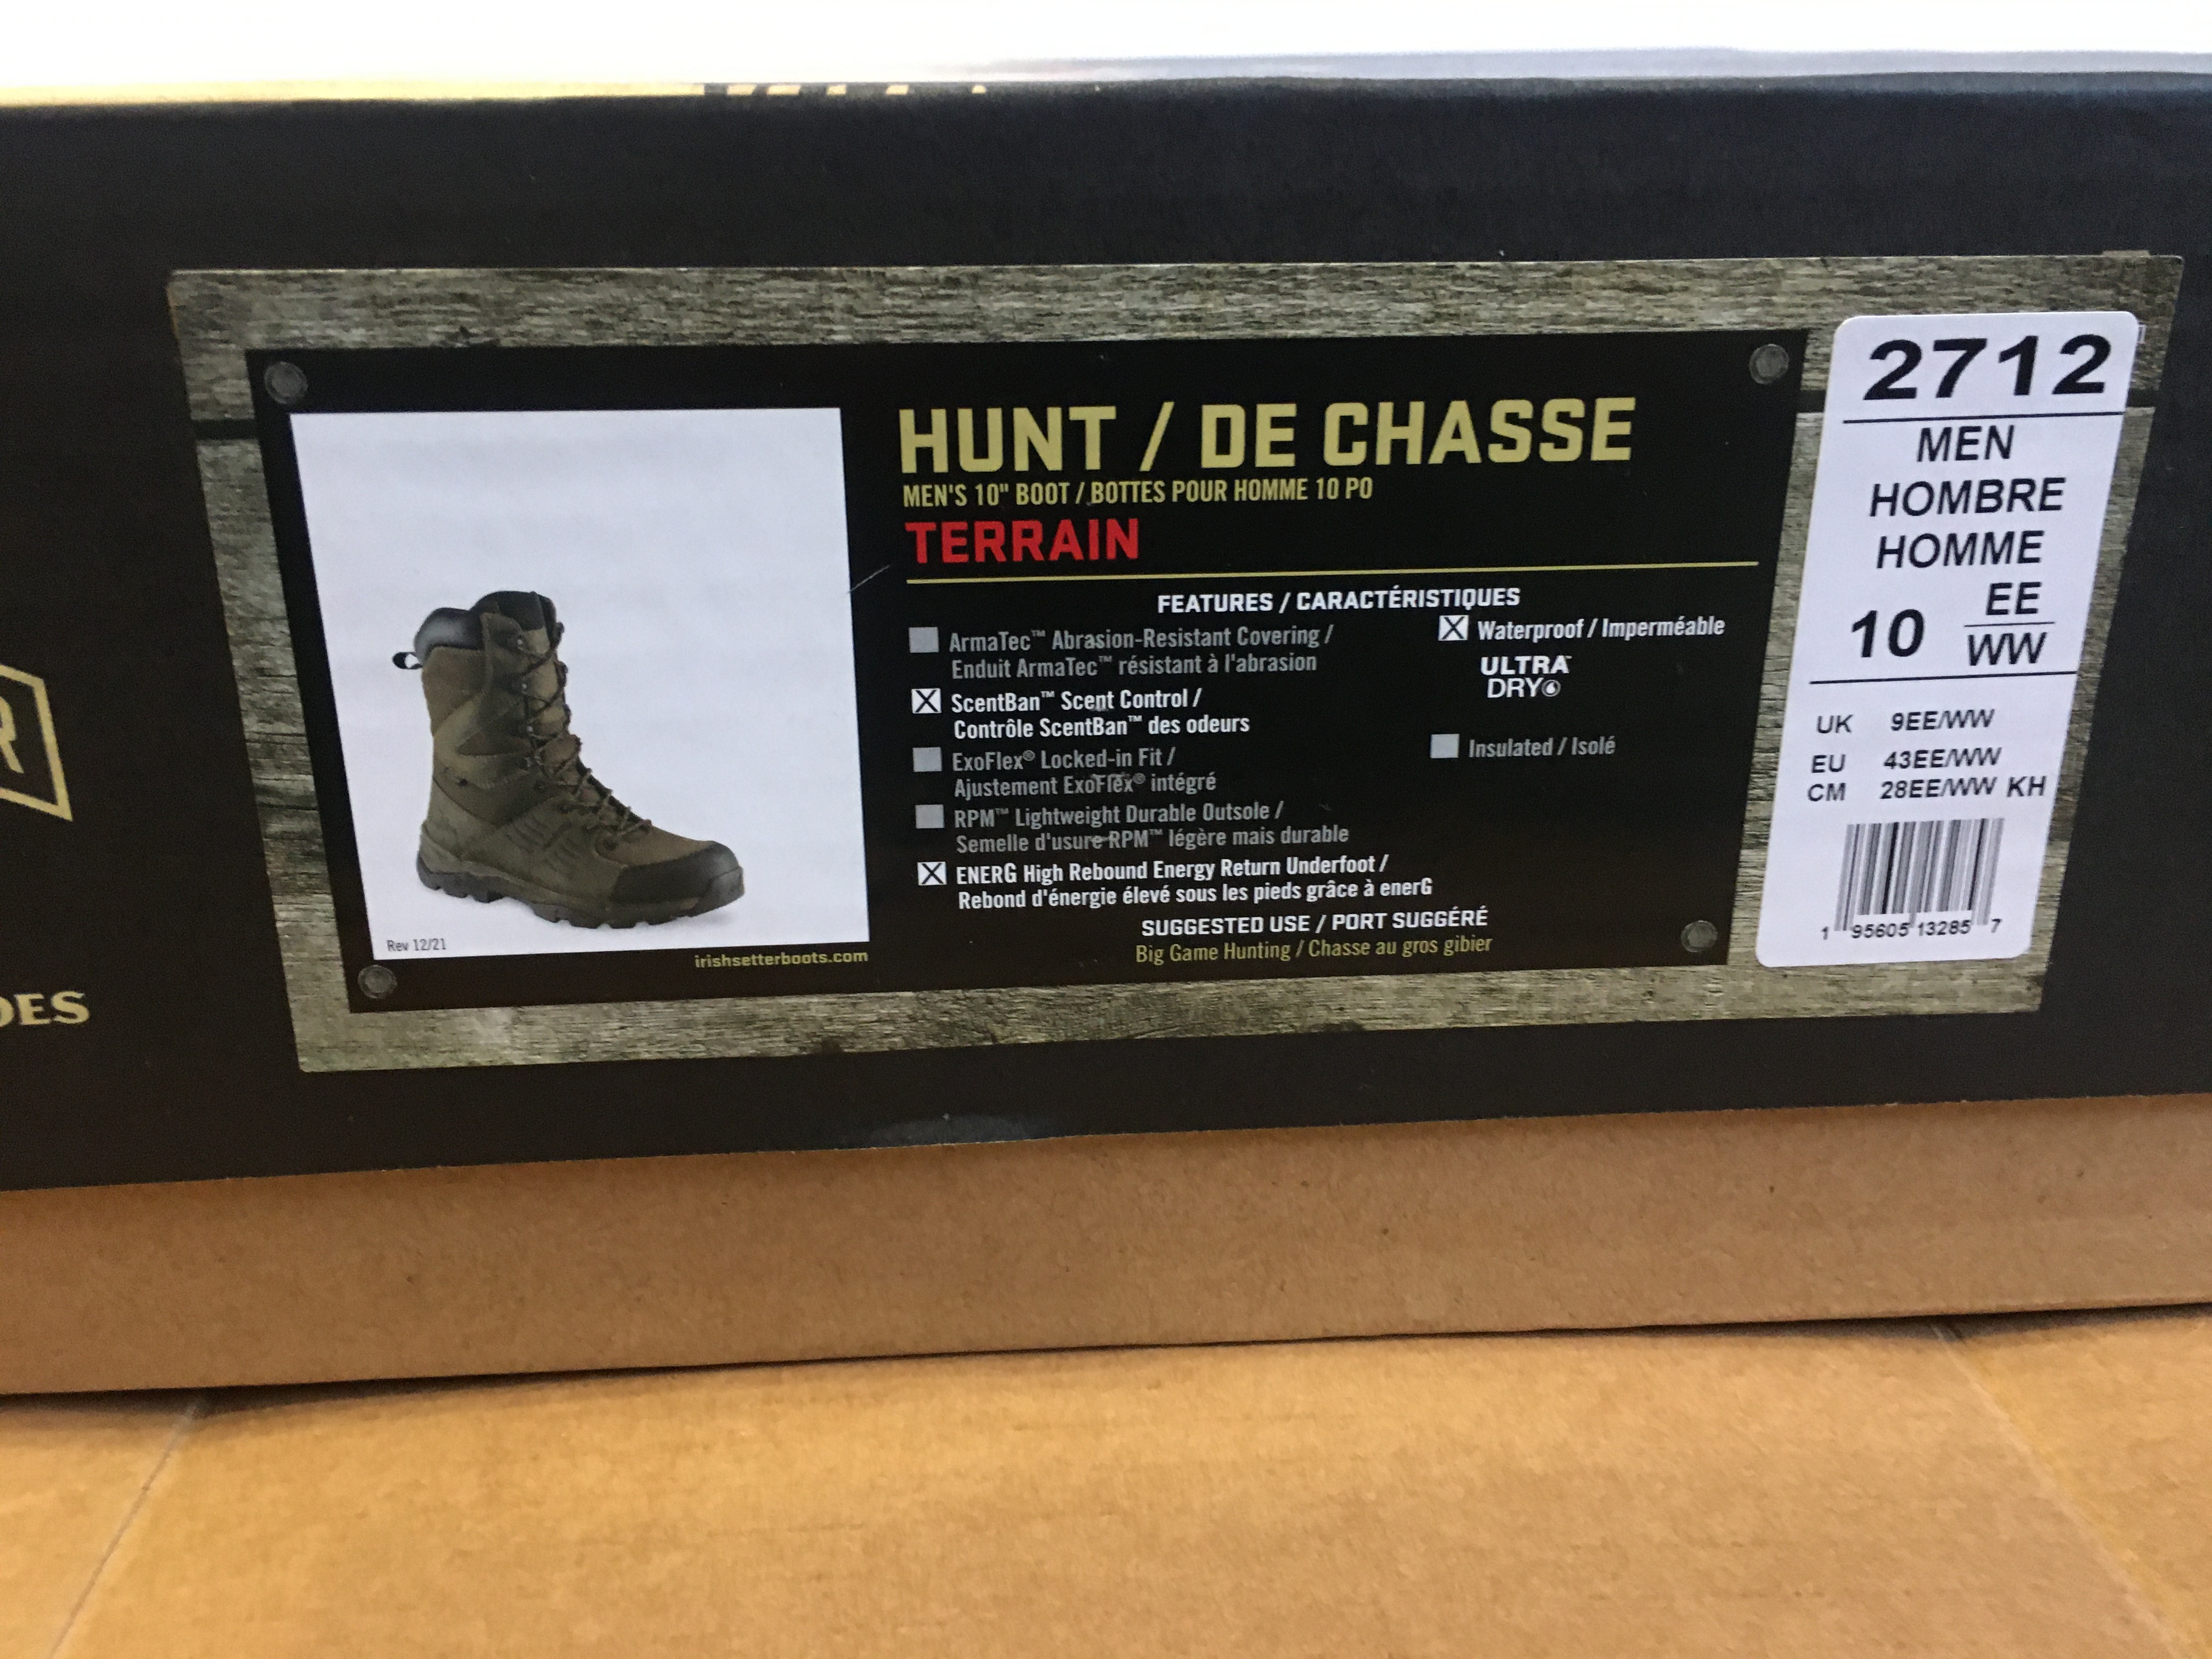 R
DES
HUNT / DE CHASSE
MEN'S 10" BOOT / BOTTES POUR HOMME 10 PO
TERRAIN
FEATURES / CARACTÉRISTIQUES
ArmaTec™ Abrasion-Resistant Covering /
Enduit ArmaTec™ résistant à l'abrasion
ScentBan™ Scent Control /
Contrôle ScentBan™ des odeurs
ExoFlex® Locked-in Fit /
Ajustement ExoFlex® intégré
RPM™ Lightweight Durable Outsole /
Semelle d'usure RPM™ légère mais durable
ENERG High Rebound Energy Return Underfoot /
Rebond d'énergie élevé sous les pieds grâce à enerG
Waterproof / Imperméable
ULTRA
DRY
Insulated / Isolé
SUGGESTED USE / PORT SUGGÉRÉ
Big Game Hunting / Chasse au gros gibier
Rev 12/21
irishsetterboots.com
2712
MEN
HOMBRE
HOMME
10 EE
WW
UK 9EE/WW
EU 43EE/WW
CM 28EE/WW KH
1 95605 13285 7